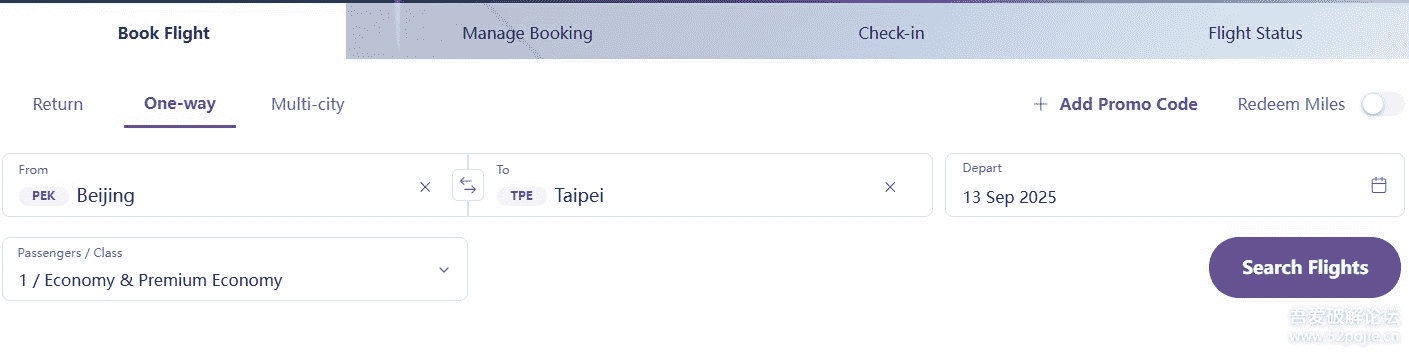 Book Flight Manage Booking Check-in Flight Status
Return One-way Multi-city + Add Promo Code Redeem Miles
From To Depart
PEK Beijing TPE Taipei 13 Sep 2025
Passengers / Class
1 / Economy & Premium Economy Search Flights
吾爱破解论坛
www.52pojie.cn